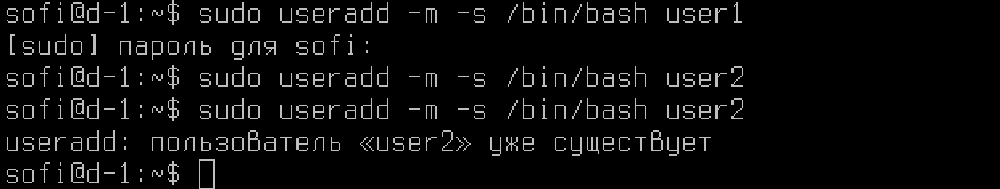 sofi@d-1:~$ sudo useradd -m -s /bin/bash user1
[sudo] пароль для sofi:
sofi@d-1:~$ sudo useradd -m -s /bin/bash user2
sofi@d-1:~$ sudo useradd -m -s /bin/bash user2
useradd: пользователь «user2» уже существует
sofi@d-1:~$